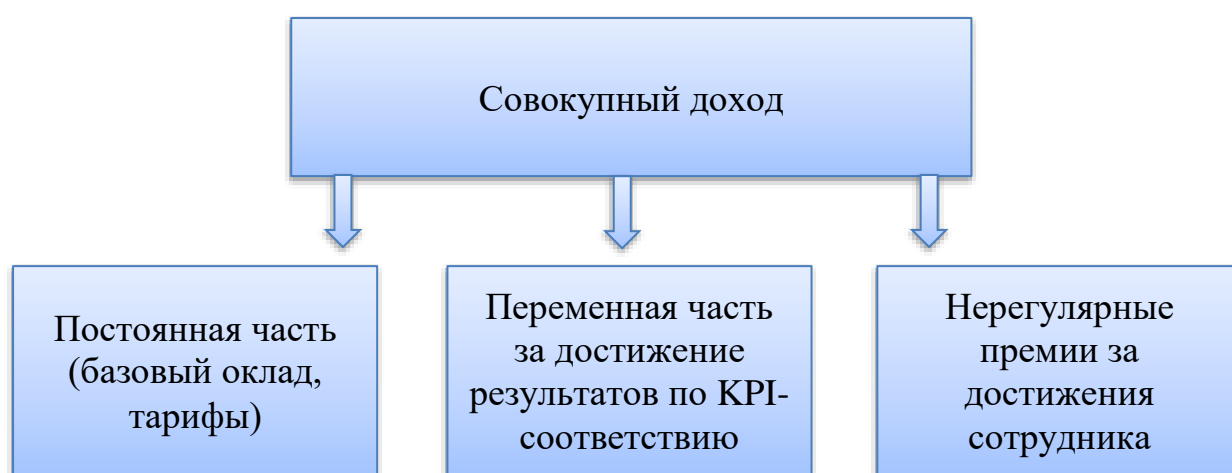 Совокупный доход
Постоянная часть
(базовый оклад,
тарифы)
Переменная часть
за достижение
результатов по KPI-
соответствию
Нерегулярные
премии за
достижения
сотрудника